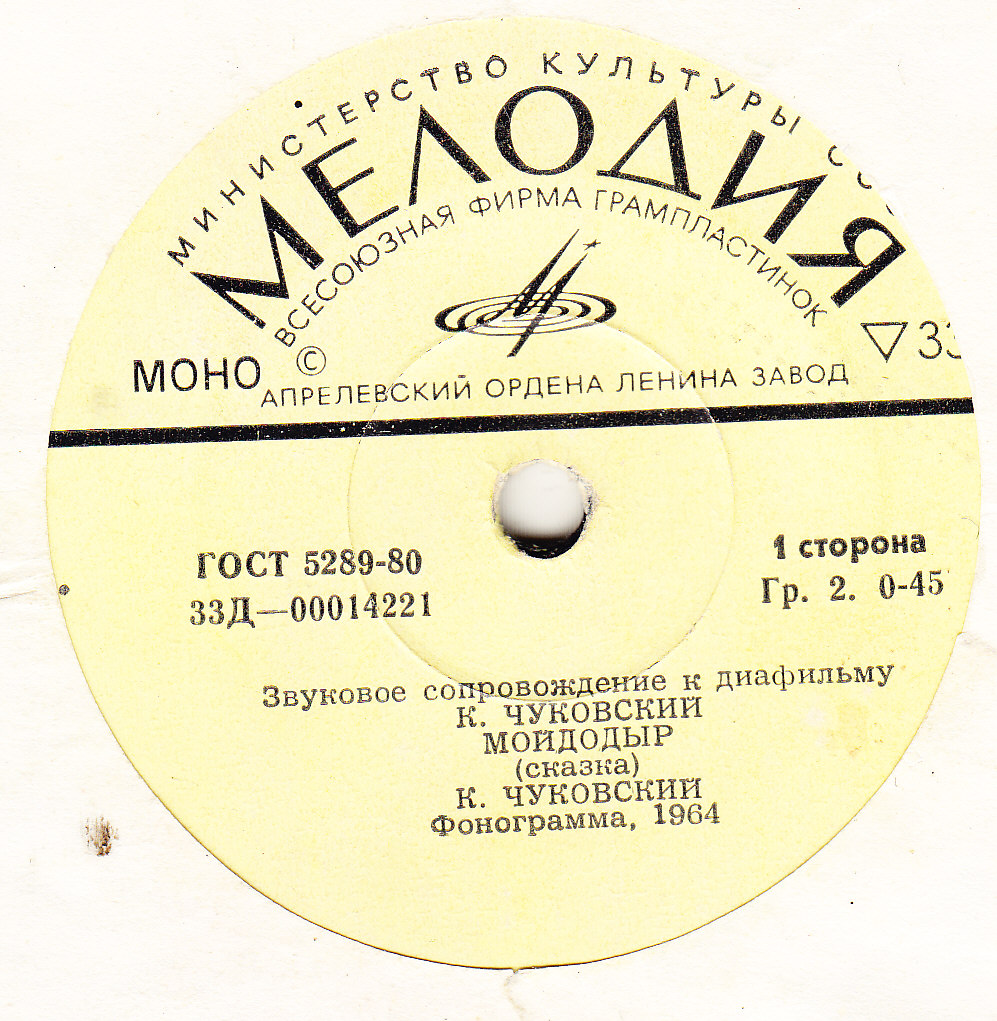 МИНИСТЕРСТВО КУЛЬТУРЫ
МЕЛОДИЯ
ВСЕСОЮЗНАЯ ФИРМА ГРАМПЛАСТИНОК
МОНО © ▽ 33
АПРЕЛЕВСКИЙ ОРДЕНА ЛЕНИНА ЗАВОД
ГОСТ 5289-80
33Д—00014221
1 сторона
Гр. 2. 0-45
Звуковое сопровождение к диафильму
К. ЧУКОВСКИЙ
МОЙДОДЫР
(сказка)
К. ЧУКОВСКИЙ
Фонограмма, 1964